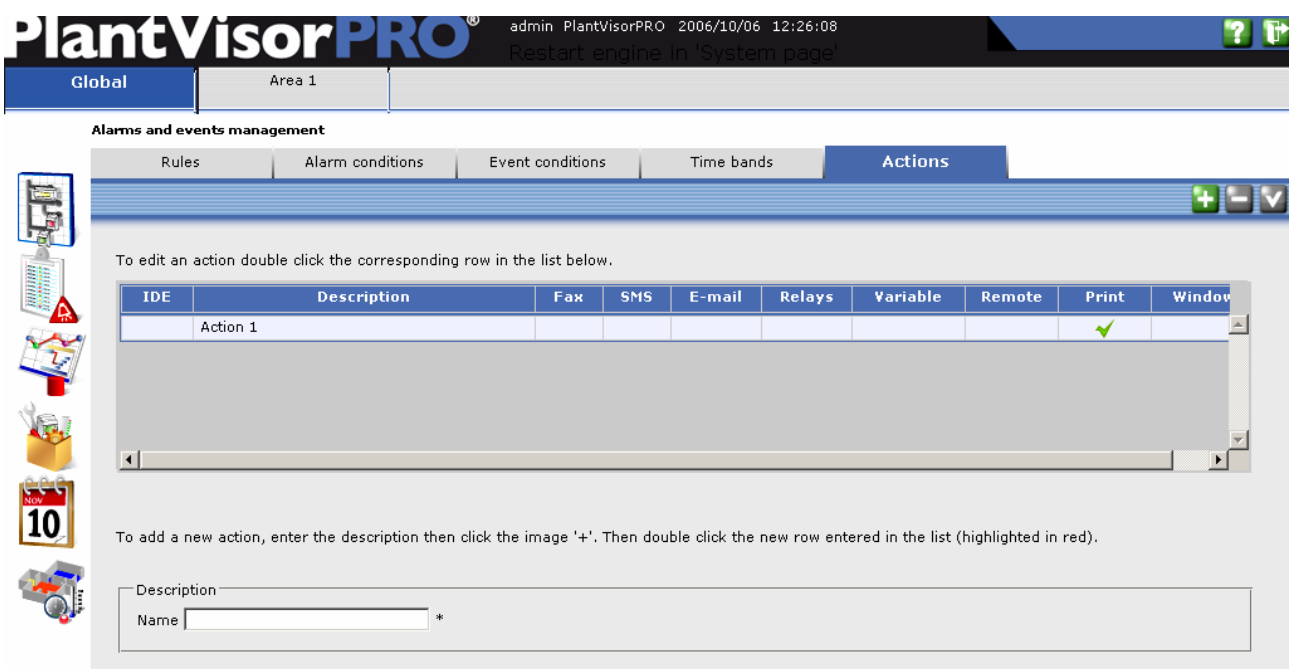 PlantVisorPRO®
admin PlantVisorPRO 2006/10/06 12:26:08
Restart engine in 'System page'
Global Area 1
Alarms and events management
Rules Alarm conditions Event conditions Time bands Actions
To edit an action double click the corresponding row in the list below.
IDE Description Fax SMS E-mail Relays Variable Remote Print Window
Action 1
NOV
10
To add a new action, enter the description then click the image '+'. Then double click the new row entered in the list (highlighted in red).
Description
Name *